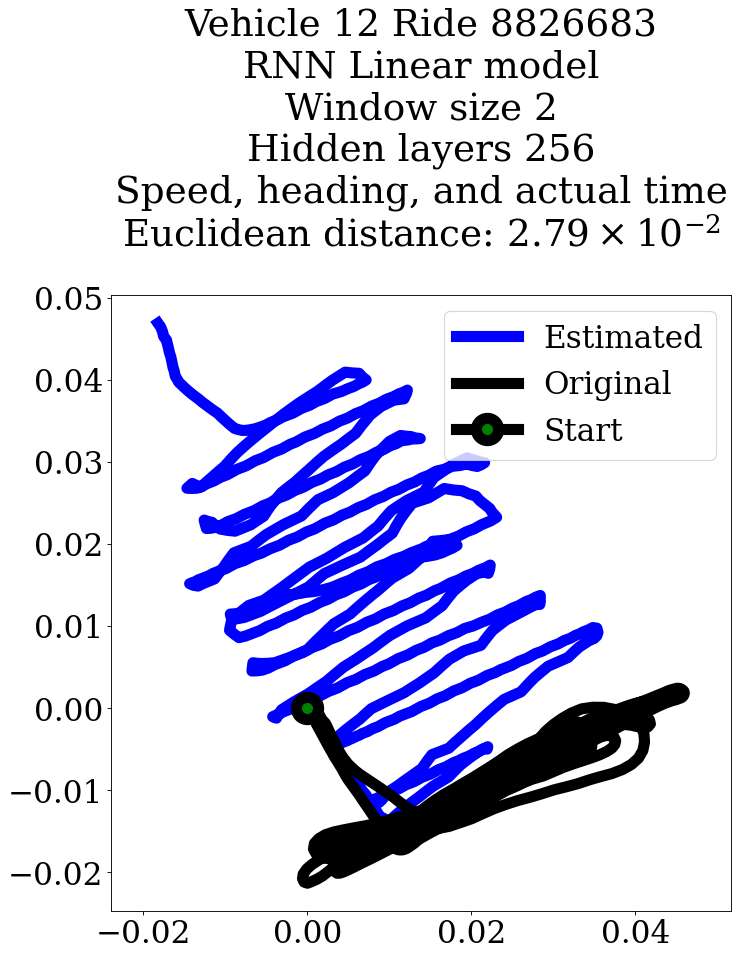 Vehicle 12 Ride 8826683
RNN Linear model
Window size 2
Hidden layers 256
Speed, heading, and actual time
Euclidean distance: 2.79 × 10⁻²
0.05
0.04
0.03
0.02
0.01
0.00
−0.01
−0.02
Estimated
Original
Start
−0.02
0.00
0.02
0.04